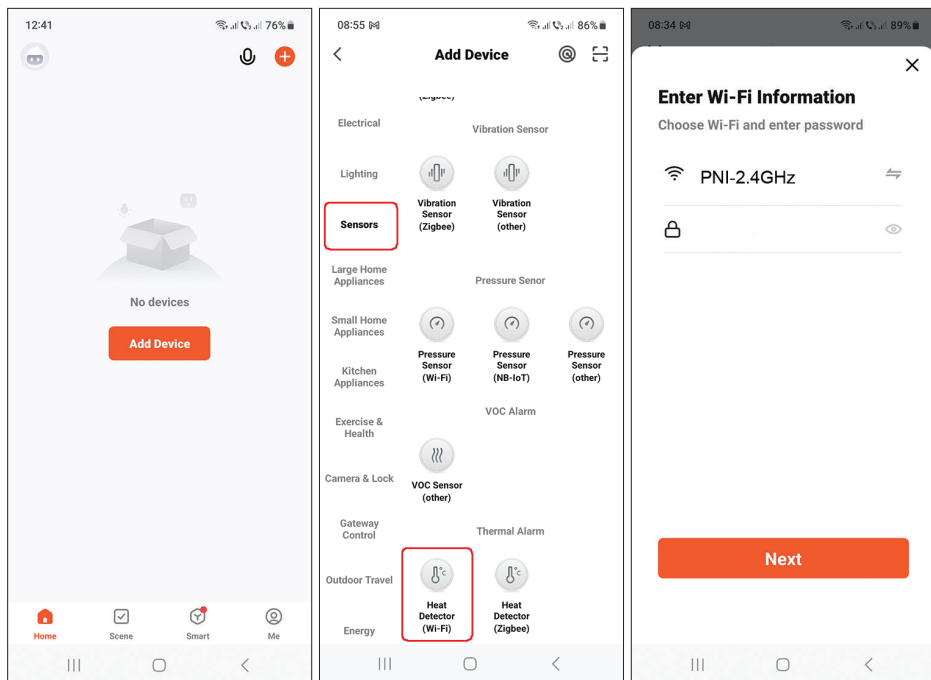 12:41
76%
No devices
Add Device
Home
Scene
Smart
Me
08:55
86%
Add Device
(Zigbee)
Electrical
Vibration Sensor
Lighting
Vibration
Sensor
(Zigbee)
Vibration
Sensor
(other)
Sensors
Large Home
Appliances
Pressure Senor
Small Home
Appliances
Pressure
Sensor
(Wi-Fi)
Pressure
Sensor
(NB-IoT)
Pressure
Sensor
(other)
Kitchen
Appliances
VOC Alarm
Exercise &
Health
VOC Sensor
(other)
Camera & Lock
Gateway
Control
Thermal Alarm
Outdoor Travel
Heat
Detector
(Wi-Fi)
Heat
Detector
(Zigbee)
Energy
08:34
89%
Enter Wi-Fi Information
Choose Wi-Fi and enter password
PNI-2.4GHz
Next